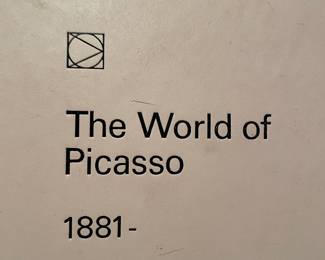 The World of
Picasso
1881-